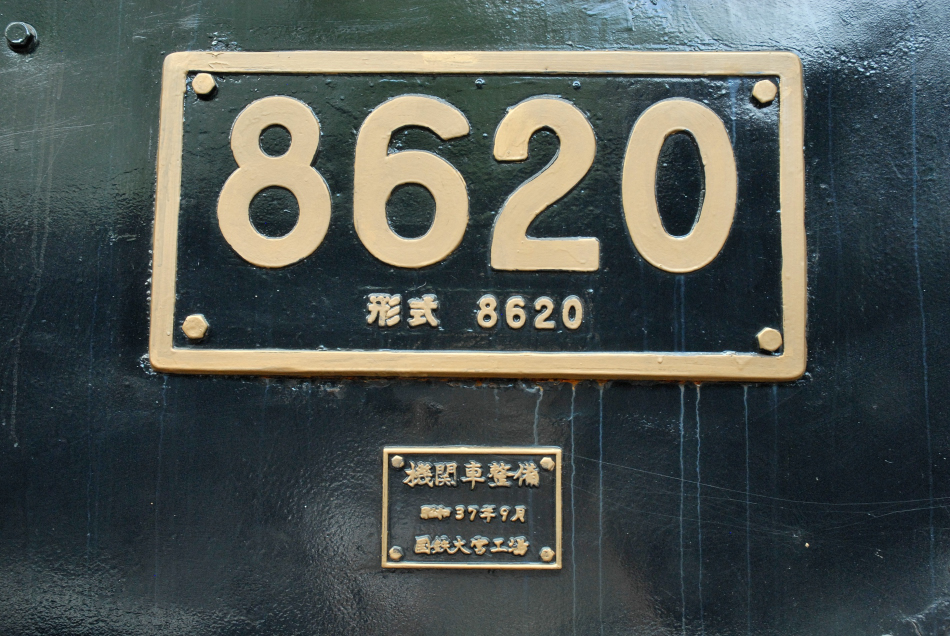 8620
形式 8620
機関車整備
昭和37年9月
国鉄大宮工場